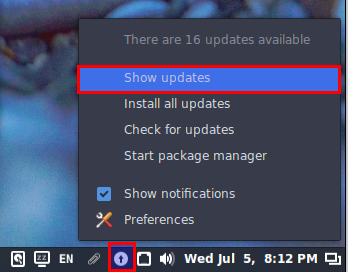 There are 16 updates available
Show updates
Install all updates
Check for updates
Start package manager
Show notifications
Preferences
zz EN Wed Jul 5, 8:12 PM